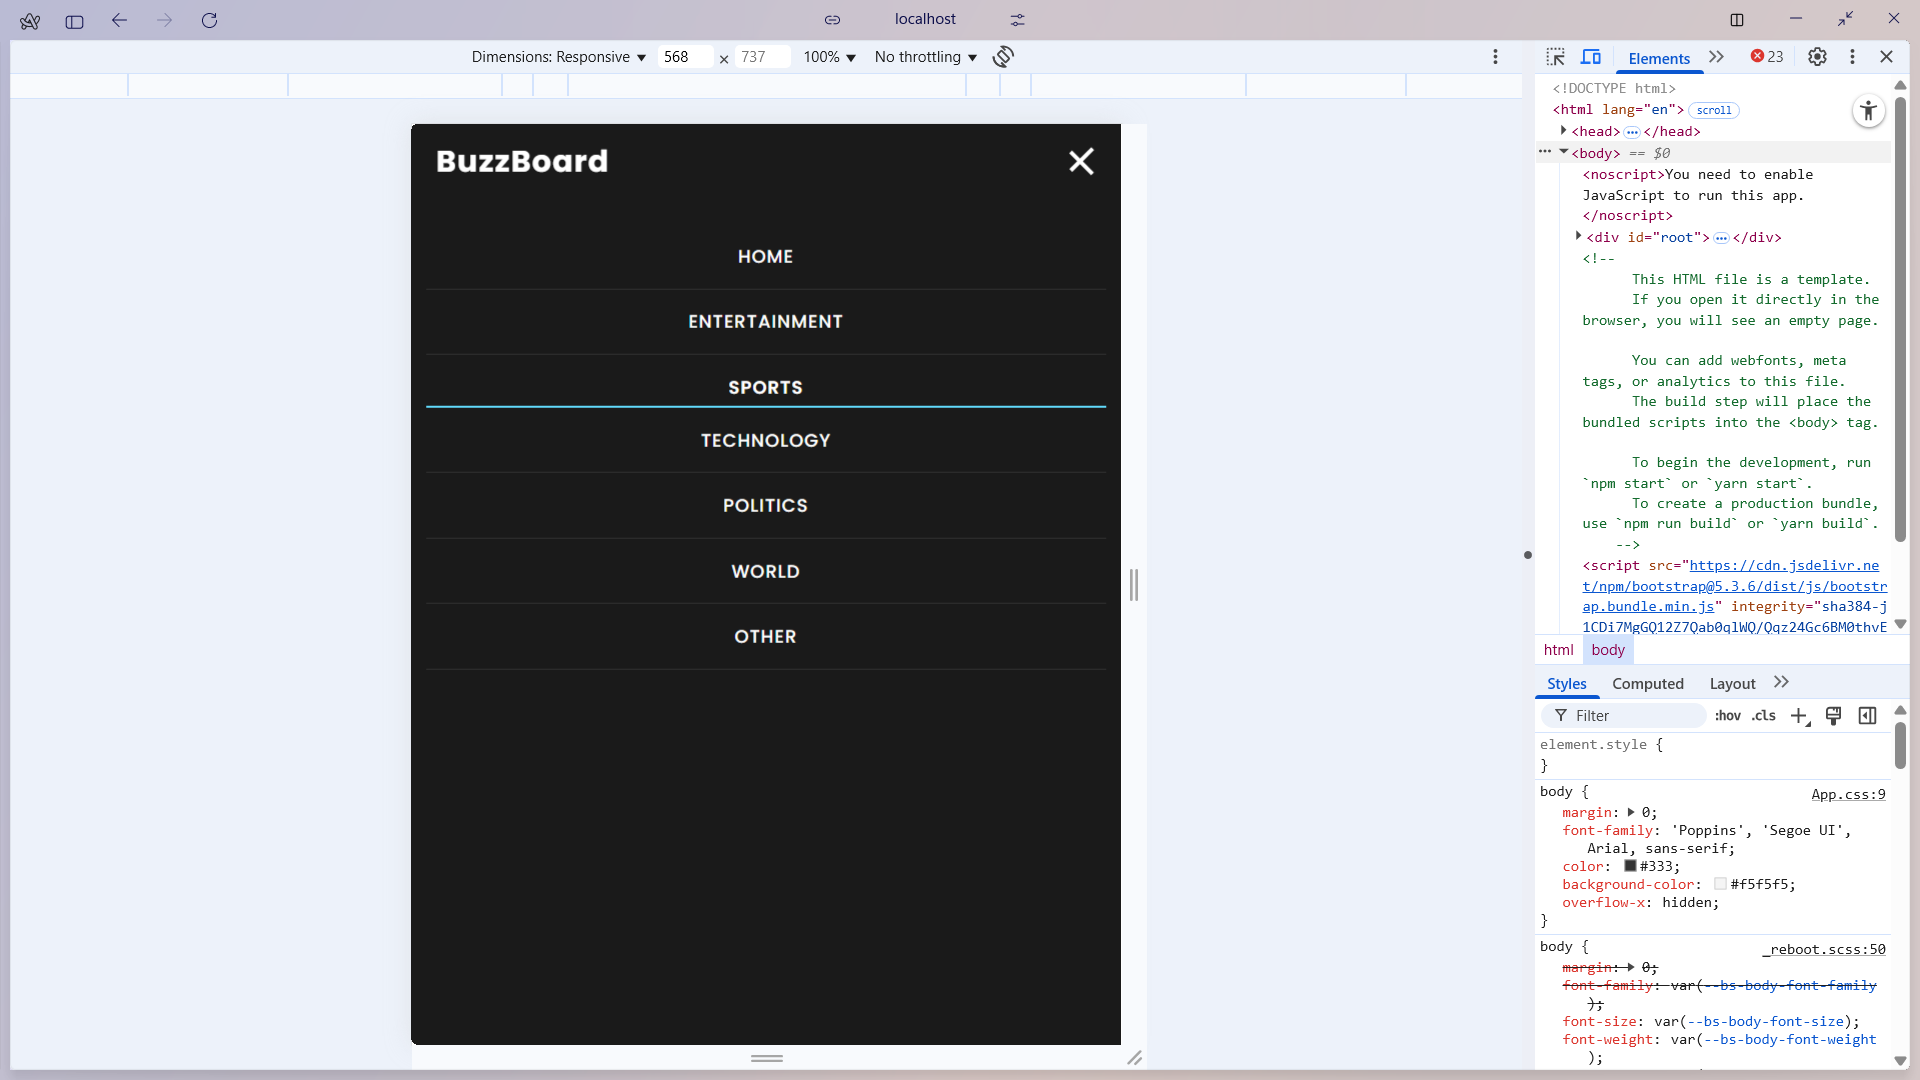 localhost
Dimensions: Responsive ▼ 568 × 737 100% ▼ No throttling ▼
BuzzBoard
HOME
ENTERTAINMENT
SPORTS
TECHNOLOGY
POLITICS
WORLD
OTHER
Elements 23
<!DOCTYPE html>
<html lang="en"> scroll
<head> ••• </head>
••• <body> == $0
<noscript>You need to enable
JavaScript to run this app.
</noscript>
<div id="root"> ••• </div>
<!--
This HTML file is a template.
If you open it directly in the
browser, you will see an empty page.
You can add webfonts, meta
tags, or analytics to this file.
The build step will place the
bundled scripts into the <body> tag.
To begin the development, run
`npm start` or `yarn start`.
To create a production bundle,
use `npm run build` or `yarn build`.
-->
<script src="https://cdn.jsdelivr.ne
t/npm/bootstrap@5.3.6/dist/js/bootstr
ap.bundle.min.js" integrity="sha384-j
html body
Styles Computed Layout
Filter :hov .cls
element.style {
}
body { App.css:9
margin: 0;
font-family: 'Poppins', 'Segoe UI',
Arial, sans-serif;
color: #333;
background-color: #f5f5f5;
overflow-x: hidden;
}
body { _reboot.scss:50
margin: 0;
font-family: var(--bs-body-font-family
);
font-size: var(--bs-body-font-size);
font-weight: var(--bs-body-font-weight
);